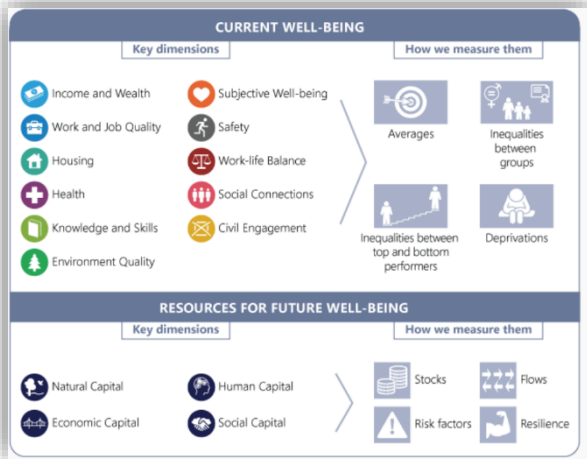 CURRENT WELL-BEING
Key dimensions
How we measure them
Income and Wealth
Subjective Well-being
Work and Job Quality
Safety
Housing
Work-life Balance
Health
Social Connections
Knowledge and Skills
Civil Engagement
Environment Quality
Averages
Inequalities
between
groups
Inequalities between
top and bottom
performers
Deprivations
RESOURCES FOR FUTURE WELL-BEING
Key dimensions
How we measure them
Natural Capital
Human Capital
Economic Capital
Social Capital
Stocks
Flows
Risk factors
Resilience